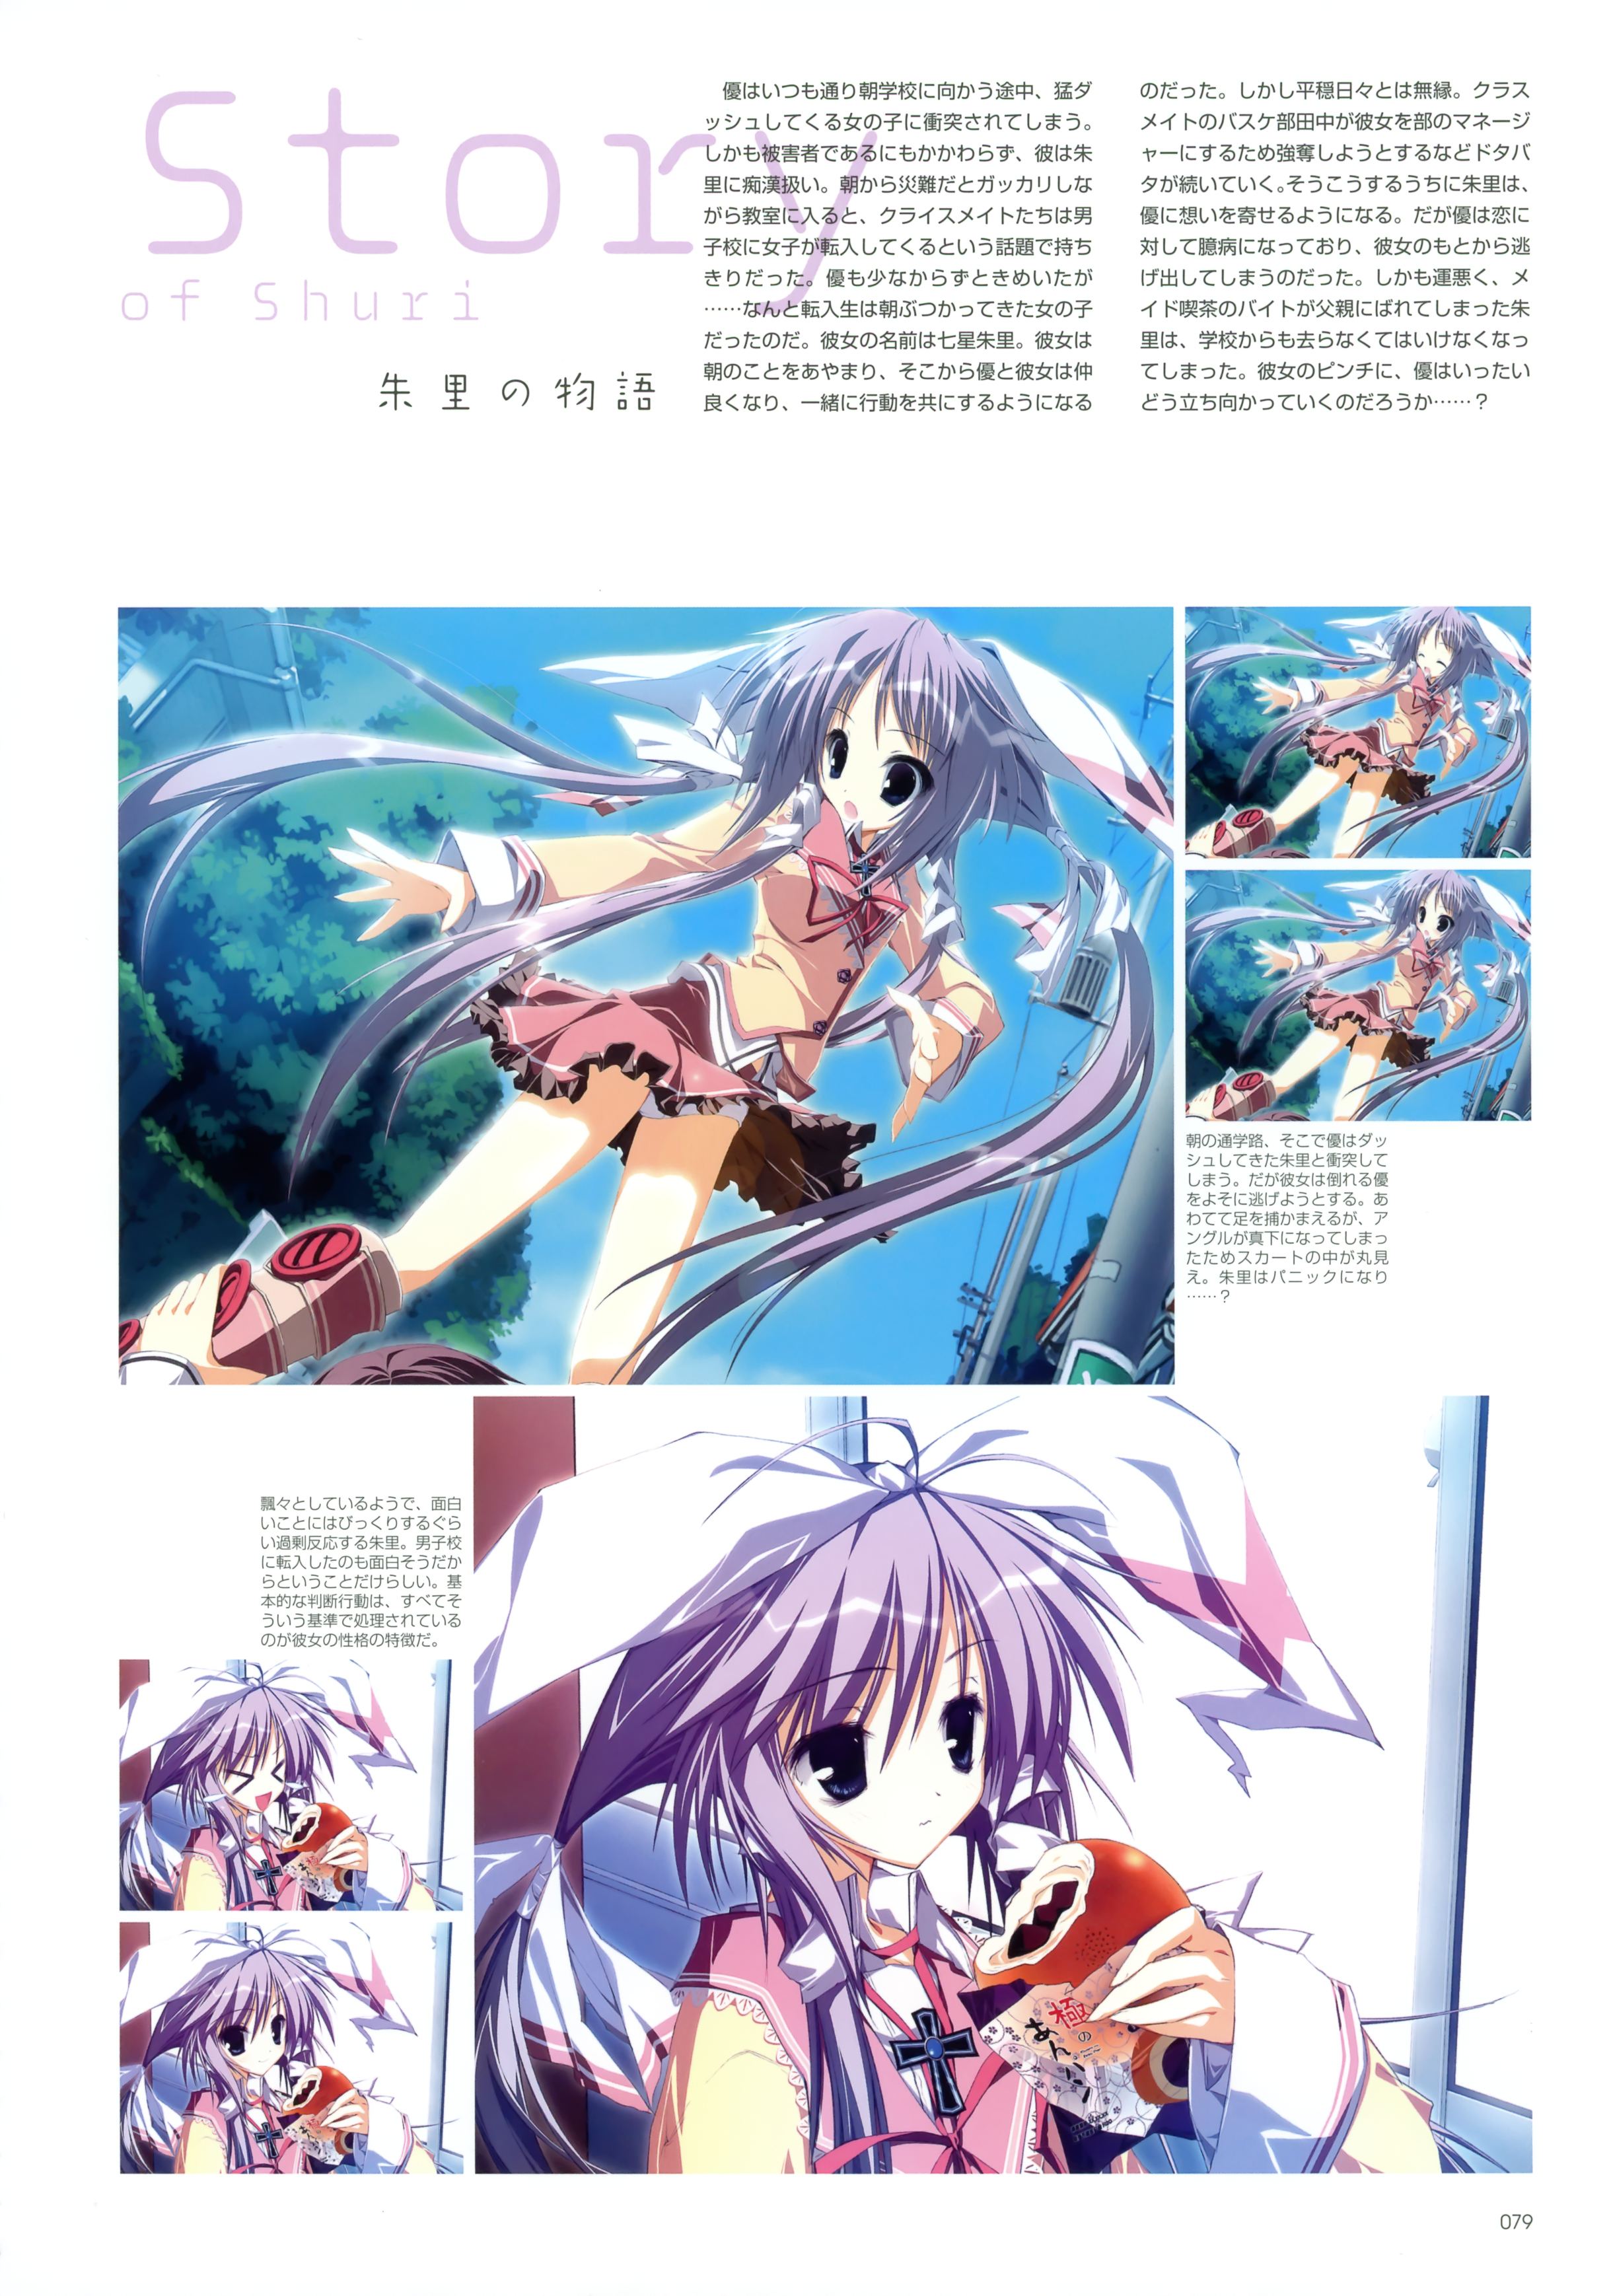 Story
of Shuri
朱里の物語
優はいつも通り朝学校に向かう途中、猛ダ
ッシュしてくる女の子に衝突されてしまう。
しかも被害者であるにもかかわらず、彼は朱
里に痴漢扱い。朝から災難だとガッカリしな
がら教室に入ると、クライスメイトたちは男
子校に女子が転入してくるという話題で持ち
きりだった。優も少なからずときめいたが
……なんと転入生は朝ぶつかってきた女の子
だったのだ。彼女の名前は七星朱里。彼女は
朝のことをあやまり、そこから優と彼女は仲
良くなり、一緒に行動を共にするようになる
のだった。しかし平穏日々とは無縁。クラス
メイトのバスケ部田中が彼女を部のマネージ
ャーにするため強奪しようとするなどドタバ
タが続いていく。そうこうするうちに朱里は、
優に想いを寄せるようになる。だが優は恋に
対して臆病になっており、彼女のもとから逃
げ出してしまうのだった。しかも運悪く、メ
イド喫茶のバイトが父親にばれてしまった朱
里は、学校からも去らなくてはいけなくなっ
てしまった。彼女のピンチに、優はいったい
どう立ち向かっていくのだろうか……？
朝の通学路、そこで優はダッ
シュしてきた朱里と衝突して
しまう。だが彼女は倒れる優
をよそに逃げようとする。あ
わてて足を捕かまえるが、ア
ングルが真下になってしまっ
たためスカートの中が丸見
え。朱里はパニックになり
……？
飄々としているようで、面白
いことにはびっくりするぐら
い過剰反応する朱里。男子校
に転入したのも面白そうだか
らということだけらしい。基
本的な判断行動は、すべてそ
ういう基準で処理されている
のが彼女の性格の特徴だ。
極の
あんパン
079